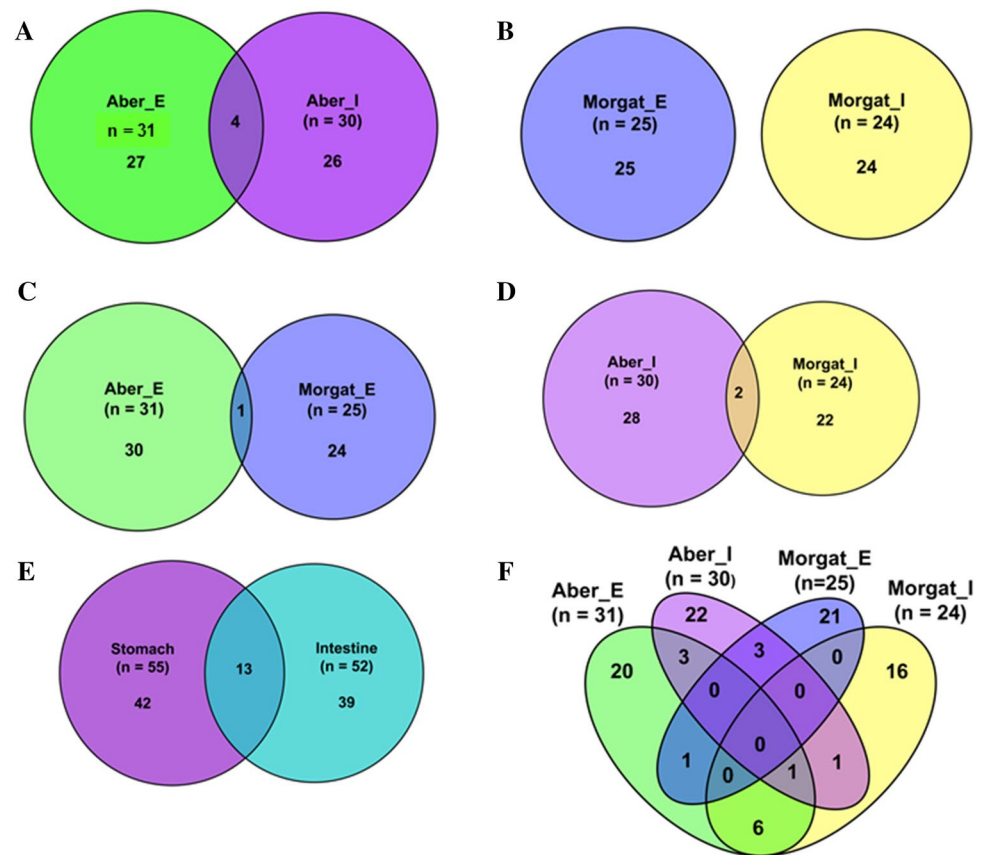 A
Aber_E
n = 31
27
4
Aber_I
(n = 30)
26
B
Morgat_E
(n = 25)
25
Morgat_I
(n = 24)
24
C
Aber_E
(n = 31)
30
1
Morgat_E
(n = 25)
24
D
Aber_I
(n = 30)
28
2
Morgat_I
(n = 24)
22
E
Stomach
(n = 55)
42
13
Intestine
(n = 52)
39
F
Aber_E
(n = 31)
Aber_I
(n = 30)
Morgat_E
(n=25)
Morgat_I
(n = 24)
22
21
20
3
3
0
16
0
0
0
1
0
1
1
6